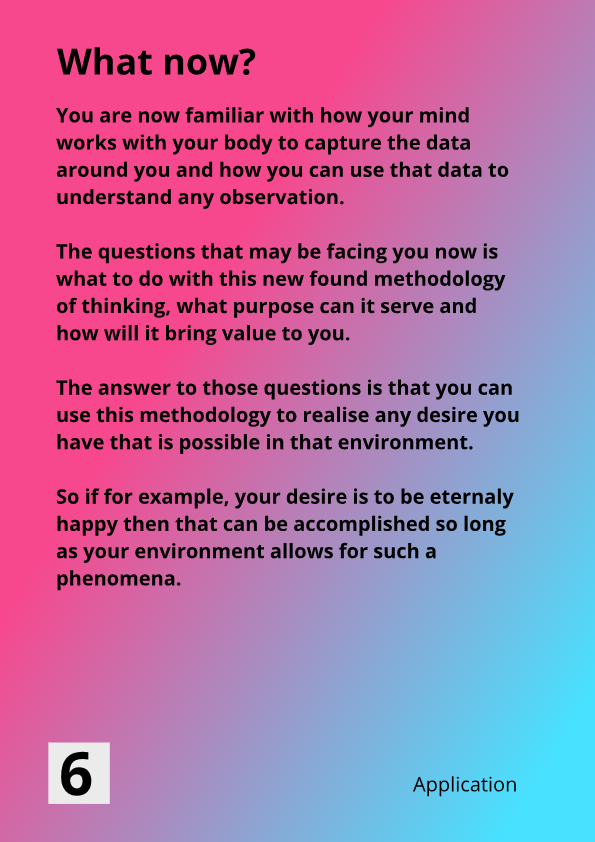 What now?
You are now familiar with how your mind
works with your body to capture the data
around you and how you can use that data to
understand any observation.
The questions that may be facing you now is
what to do with this new found methodology
of thinking, what purpose can it serve and
how will it bring value to you.
The answer to those questions is that you can
use this methodology to realise any desire you
have that is possible in that environment.
So if for example, your desire is to be eternaly
happy then that can be accomplished so long
as your environment allows for such a
phenomena.
6
Application